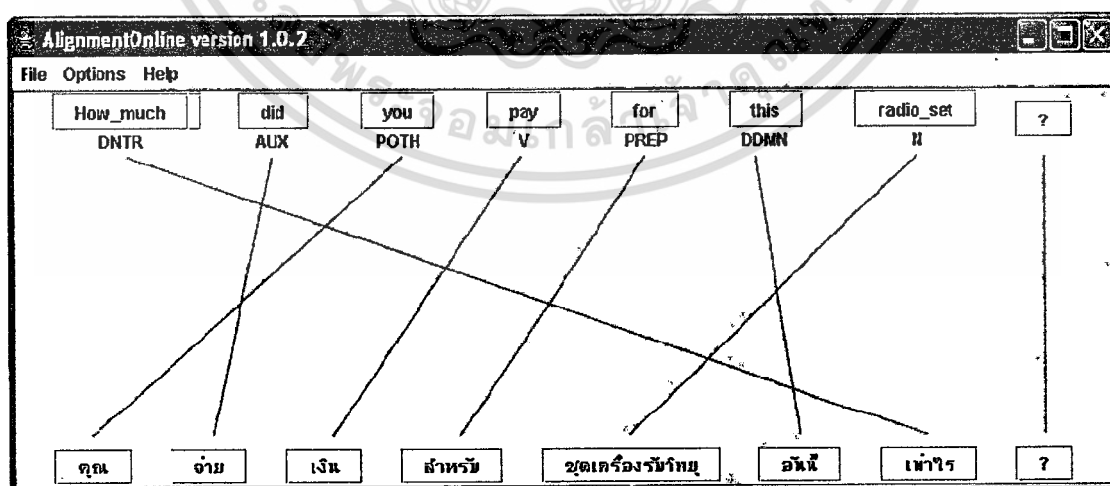 AlignmentOnline version 1.0.2
File Options Help
How_much did you pay for this radio_set ?
DNTR AUX POTH V PREP DDMN N
คุณ จ่าย เงิน สำหรับ ชุดเครื่องรับวิทยุ อันนี้ เท่าไร ?